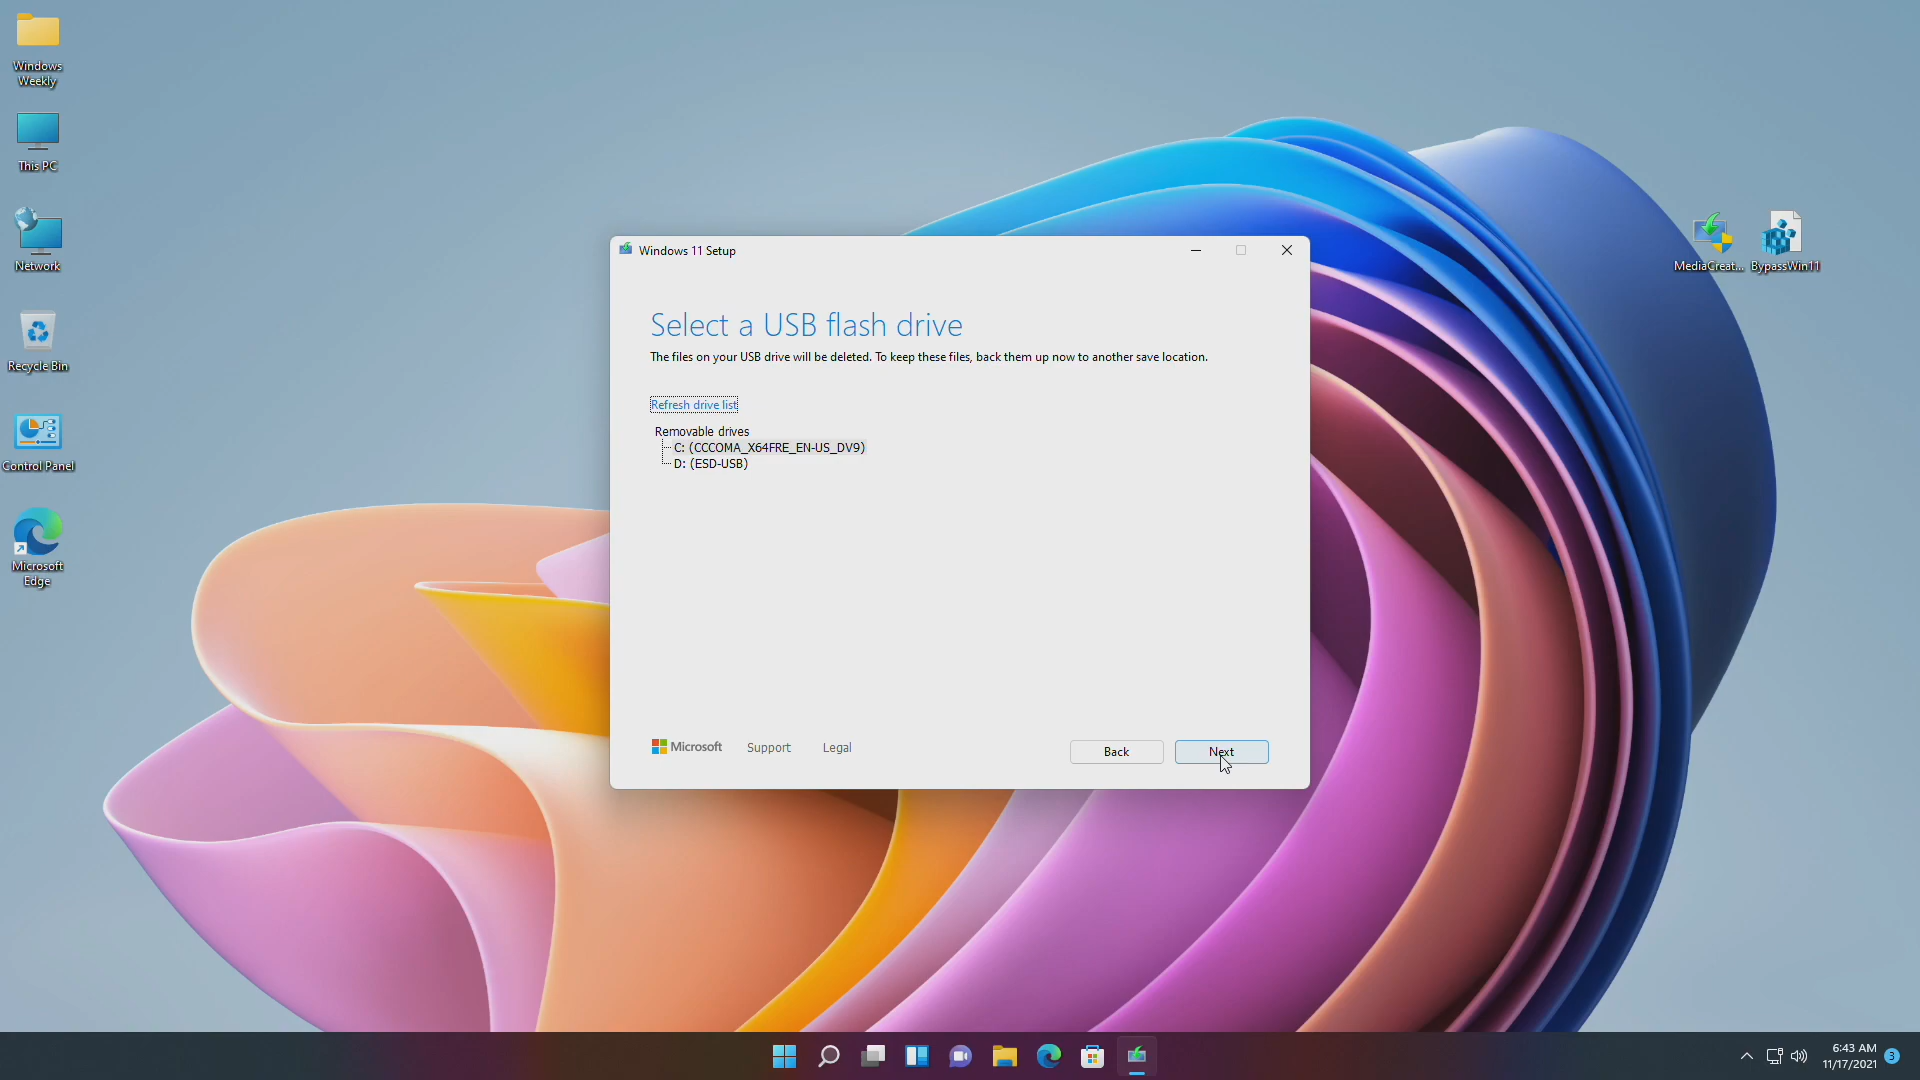 Windows
Weekly
This PC
Network
Recycle Bin
Control Panel
Microsoft
Edge
MediaCreat...
BypassWin11
Windows 11 Setup
Select a USB flash drive
The files on your USB drive will be deleted. To keep these files, back them up now to another save location.
Refresh drive list
Removable drives
C: (CCCOMA_X64FRE_EN-US_DV9)
D: (ESD-USB)
Microsoft
Support
Legal
Back
Next
6:43 AM
11/17/2021
3